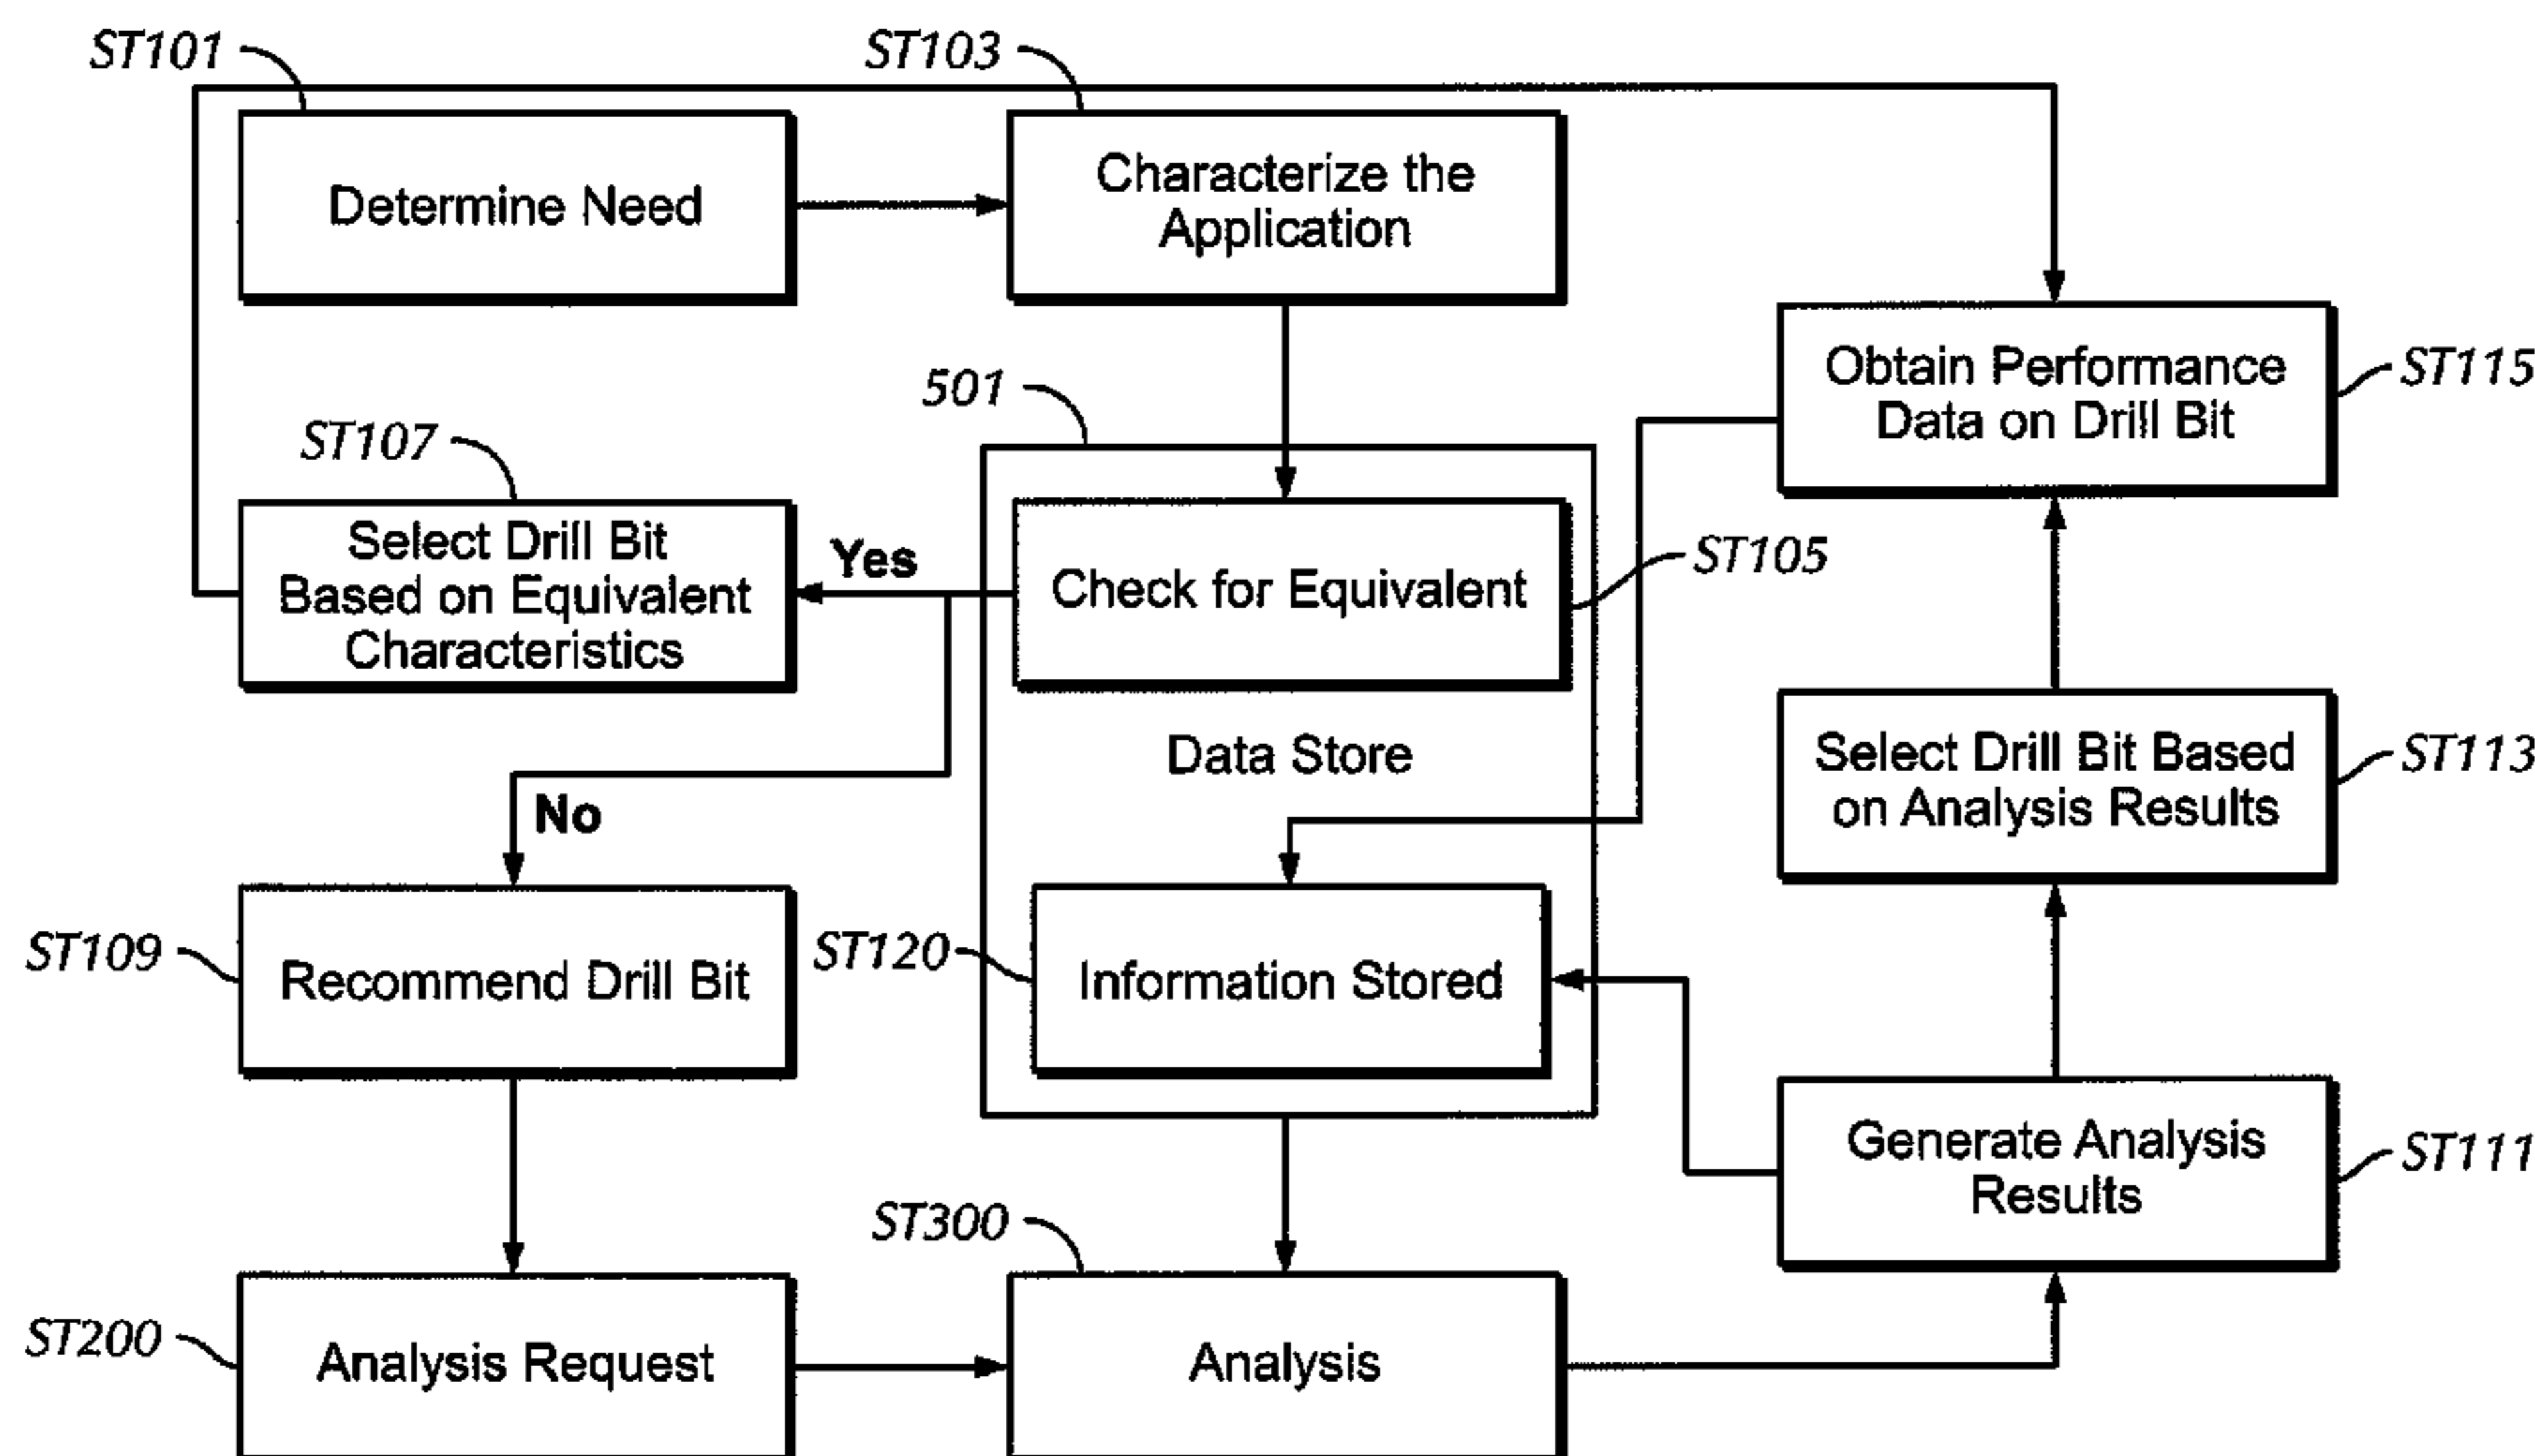 ST101
ST103
Determine Need
Characterize the
Application
501
Obtain Performance
Data on Drill Bit
ST115
ST107
Select Drill Bit
Based on Equivalent
Characteristics
Yes
Check for Equivalent
ST105
Data Store
Select Drill Bit Based
on Analysis Results
ST113
No
ST109
Recommend Drill Bit
ST120
Information Stored
Generate Analysis
Results
ST111
ST300
ST200
Analysis Request
Analysis